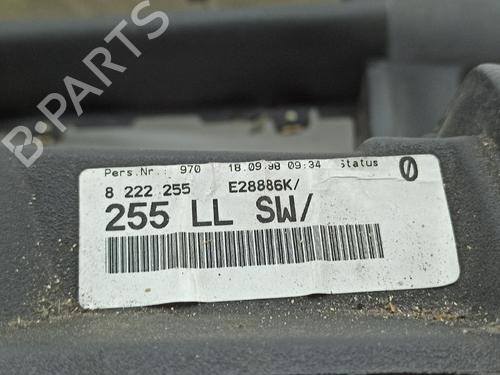 Pers.Nr.: 970 18.09.98 09:34 Status 0
8 222 255 E28886K/
255 LL SW/
B-PARTS